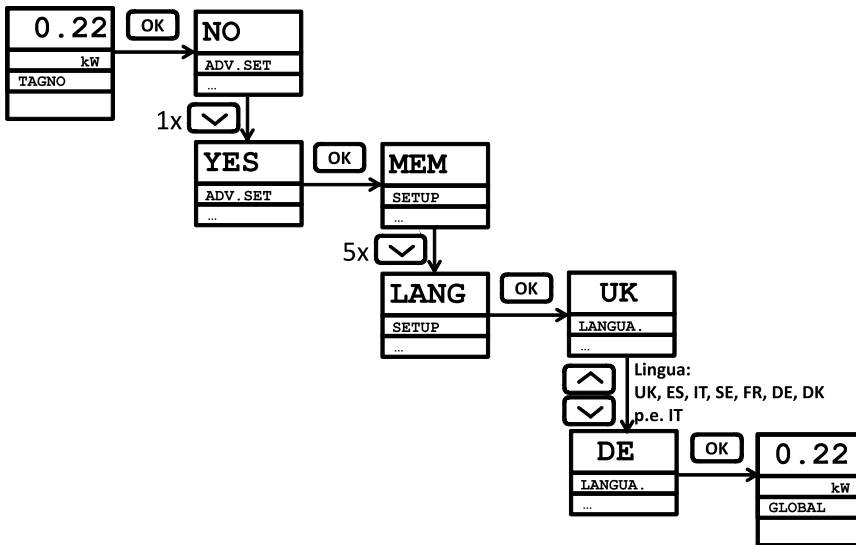 0.22
kW
TAGNO
OK
NO
ADV.SET
...
1x
YES
ADV.SET
...
OK
MEM
SETUP
...
5x
LANG
SETUP
...
OK
UK
LANGUA.
...
Lingua:
UK, ES, IT, SE, FR, DE, DK
p.e. IT
DE
LANGUA.
...
OK
0.22
kW
GLOBAL